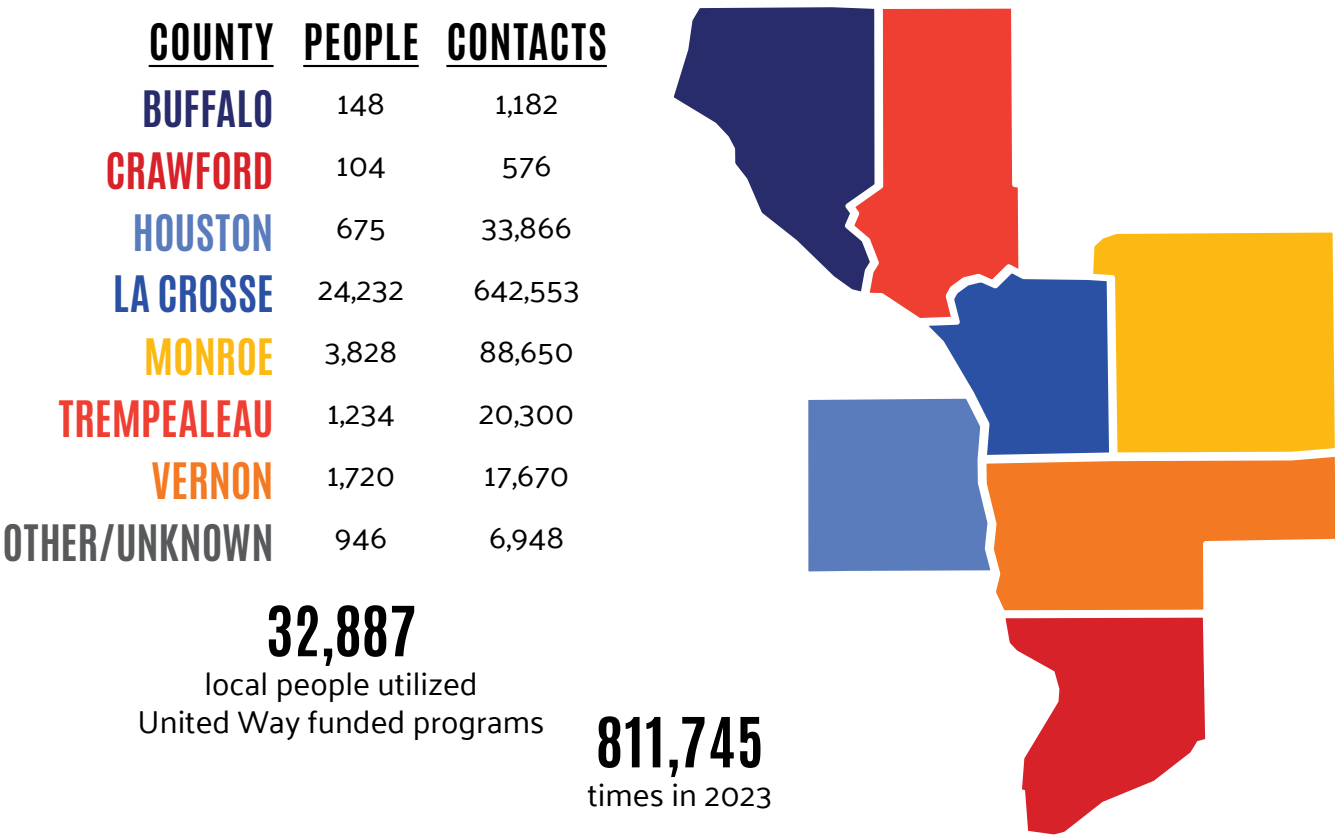 COUNTY PEOPLE CONTACTS
BUFFALO 148 1,182
CRAWFORD 104 576
HOUSTON 675 33,866
LA CROSSE 24,232 642,553
MONROE 3,828 88,650
TREMPEALEAU 1,234 20,300
VERNON 1,720 17,670
OTHER/UNKNOWN 946 6,948
32,887
local people utilized
United Way funded programs
811,745
times in 2023